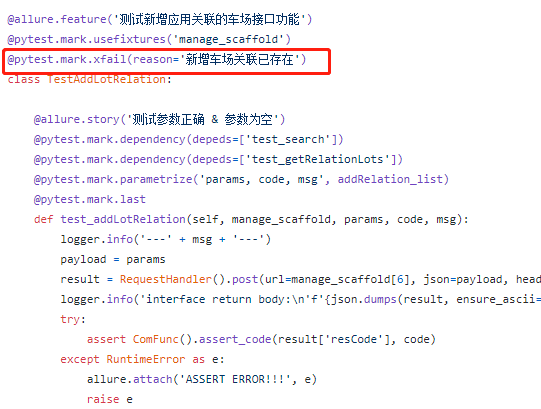 @allure.feature('测试新增应用关联的车场接口功能')
@pytest.mark.usefixtures('manage_scaffold')
@pytest.mark.xfail(reason='新增车场关联已存在')
class TestAddLotRelation:
@allure.story('测试参数正确 & 参数为空')
@pytest.mark.dependency(depeds=['test_search'])
@pytest.mark.dependency(depeds=['test_getRelationLots'])
@pytest.mark.parametrize('params, code, msg', addRelation_list)
@pytest.mark.last
def test_addLotRelation(self, manage_scaffold, params, code, msg):
logger.info('---' + msg + '---')
payload = params
result = RequestHandler().post(url=manage_scaffold[6], json=payload, head
logger.info('interface return body:\n'f'{json.dumps(result, ensure_ascii=
try:
assert ComFunc().assert_code(result['resCode'], code)
except RuntimeError as e:
allure.attach('ASSERT ERROR!!!', e)
raise e